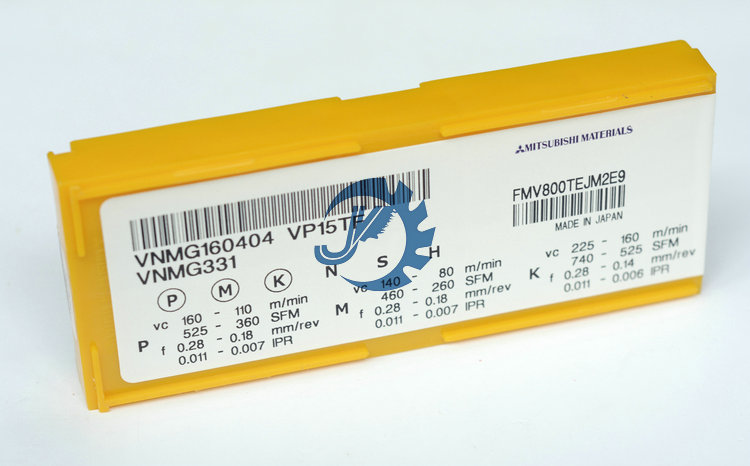 MITSUBISHI MATERIALS
FMV800TEJM2E9
MADE IN JAPAN
VNMG160404 VP15TF
VNMG331
P M K N S H
P vc 160 - 110 m/min
525 - 360 SFM
f 0.28 - 0.18 mm/rev
0.011 - 0.007 IPR
M vc 140 - 80 m/min
460 - 260 SFM
f 0.28 - 0.18 mm/rev
0.011 - 0.007 IPR
K vc 225 - 160 m/min
740 - 525 SFM
f 0.28 - 0.14 mm/rev
0.011 - 0.006 IPR